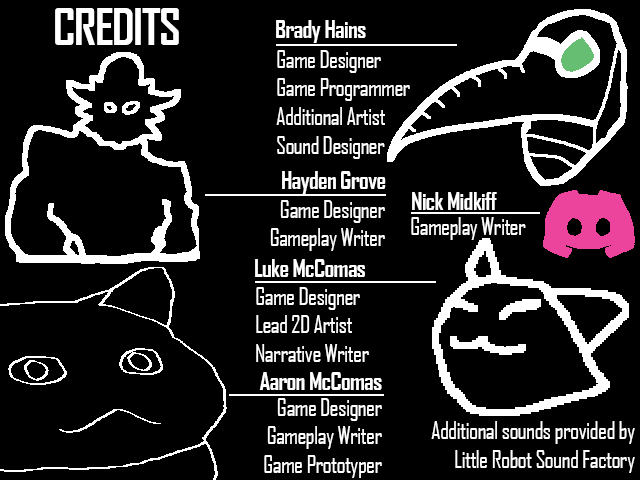 CREDITS
Brady Hains
Game Designer
Game Programmer
Additional Artist
Sound Designer
Hayden Grove
Game Designer
Gameplay Writer
Nick Midkiff
Gameplay Writer
Luke McComas
Game Designer
Lead 2D Artist
Narrative Writer
Aaron McComas
Game Designer
Gameplay Writer
Game Prototyper
Additional sounds provided by
Little Robot Sound Factory